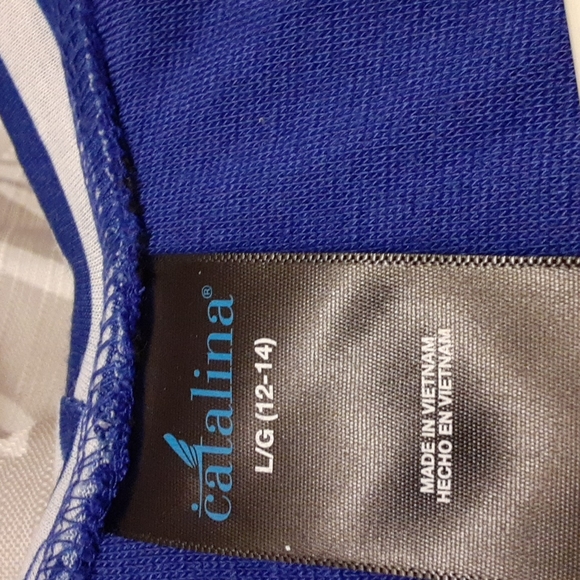 catalina®
L/G (12-14)
MADE IN VIETNAM
HECHO EN VIETNAM